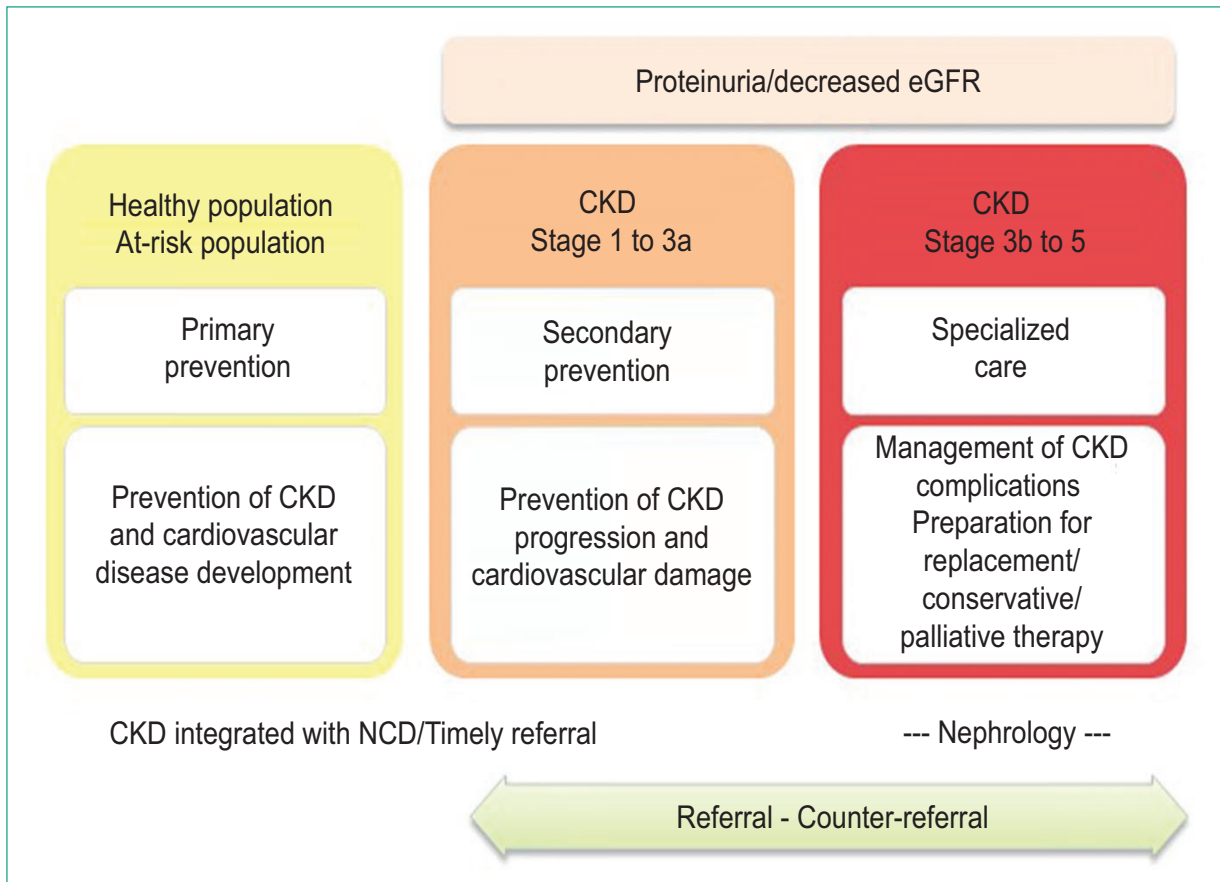 Proteinuria/decreased eGFR
Healthy population
At-risk population
Primary
prevention
Prevention of CKD
and cardiovascular
disease development
CKD
Stage 1 to 3a
Secondary
prevention
Prevention of CKD
progression and
cardiovascular damage
CKD
Stage 3b to 5
Specialized
care
Management of CKD
complications
Preparation for
replacement/
conservative/
palliative therapy
CKD integrated with NCD/Timely referral
--- Nephrology ---
Referral - Counter-referral